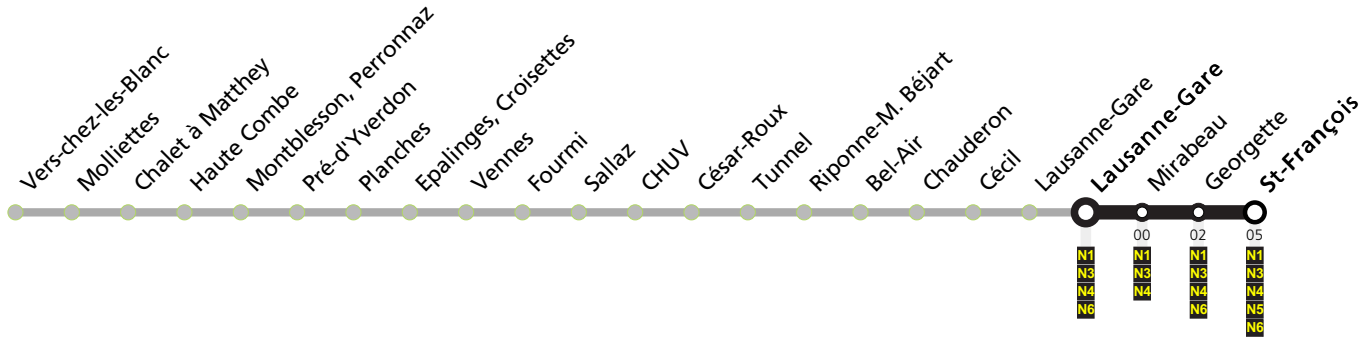 Vers-chez-les-Blanc
Molliettes
Chalet à Matthey
Haute Combe
Montblesson, Perronnaz
Pré-d'Yverdon
Planches
Epalinges, Croisettes
Vennes
Fourmi
Sallaz
CHUV
César-Roux
Tunnel
Riponne-M. Béjart
Bel-Air
Chauderon
Cécil
Lausanne-Gare
Lausanne-Gare
Mirabeau
Georgette
St-François
00 02 05
N1 N1 N1 N1
N3 N3 N3 N3
N4 N4 N4 N4
N6 N6 N5
N6